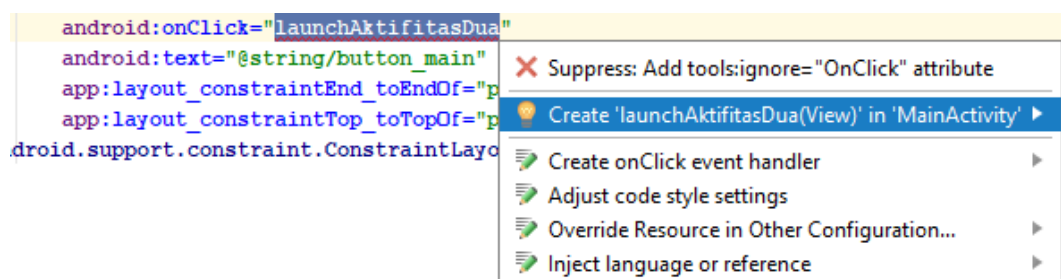 android:onClick="launchAktifitasDua"
android:text="@string/button_main"
app:layout_constraintEnd_toEndOf="p
app:layout_constraintTop_toTopOf="p
droid.support.constraint.ConstraintLayo
Suppress: Add tools:ignore="OnClick" attribute
Create 'launchAktifitasDua(View)' in 'MainActivity'
Create onClick event handler
Adjust code style settings
Override Resource in Other Configuration...
Inject language or reference